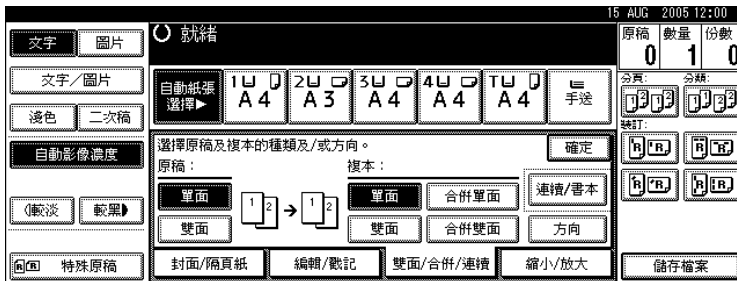 15 AUG 2005 12:00
文字 圖片
就緒
原稿 數量 份數
0 1 0
文字/圖片
自動紙張選擇▶
1 A4
2 A3
3 A4
4 A4
T A4
手送
分頁: 分類:
淺色 二次稿
裝訂:
自動影像濃度
選擇原稿及複本的種類及/或方向。
確定
原稿: 複本:
單面 1 2 → 1 2 單面 合併單面 連續/書本
較淡 較黑
雙面 雙面 合併雙面 方向
特殊原稿
封面/隔頁紙 編輯/戳記 雙面/合併/連續 縮小/放大
儲存檔案